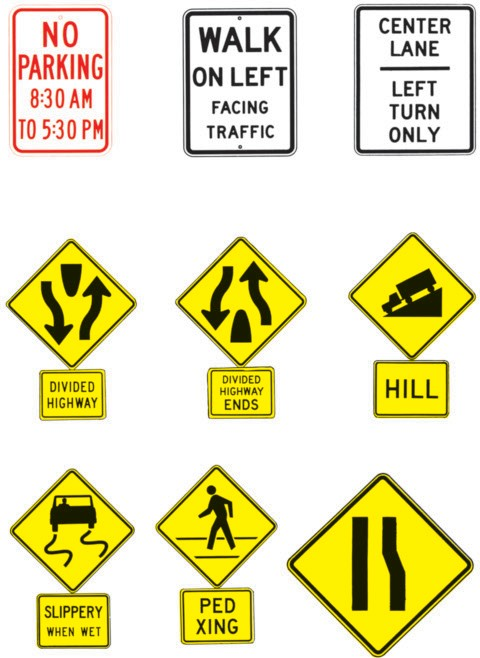 NO
PARKING
8:30 AM
TO 5:30 PM
WALK
ON LEFT
FACING
TRAFFIC
CENTER
LANE
LEFT
TURN
ONLY
DIVIDED
HIGHWAY
DIVIDED
HIGHWAY
ENDS
HILL
SLIPPERY
WHEN WET
PED
XING